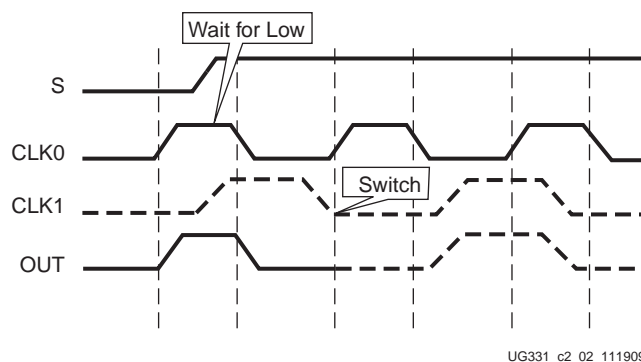 Wait for Low
S
CLK0
CLK1
Switch
OUT
UG331_c2_02_111909